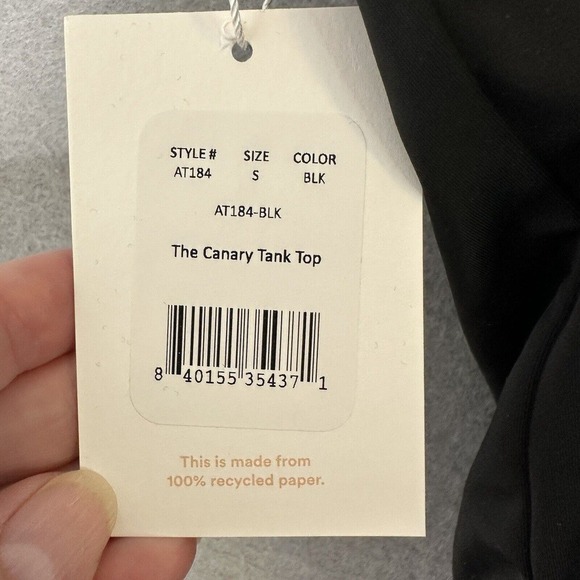 STYLE # SIZE COLOR
AT184 S BLK
AT184-BLK
The Canary Tank Top
8 40155 35437 1
This is made from
100% recycled paper.